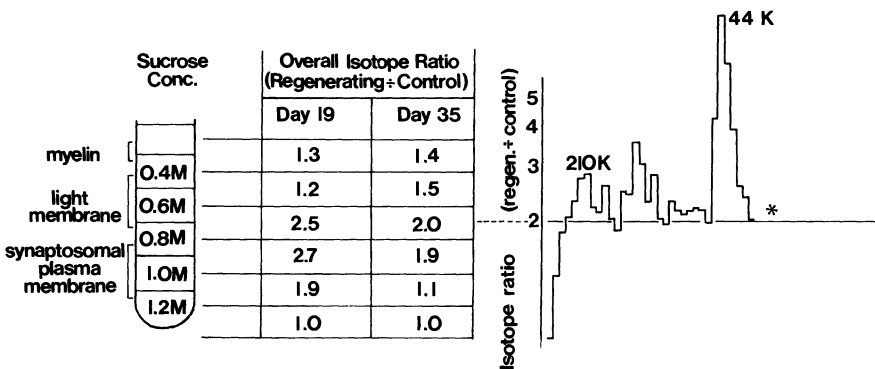 Sucrose
Conc.
myelin
light
membrane
synaptosomal
plasma
membrane
0.4M
0.6M
0.8M
1.0M
1.2M
Overall Isotope Ratio
(Regenerating÷Control)
Day 19 Day 35
1.3 1.4
1.2 1.5
2.5 2.0
2.7 1.9
1.9 1.1
1.0 1.0
Isotope ratio (regen.÷ control)
5
4
3
2
210K
44 K
*